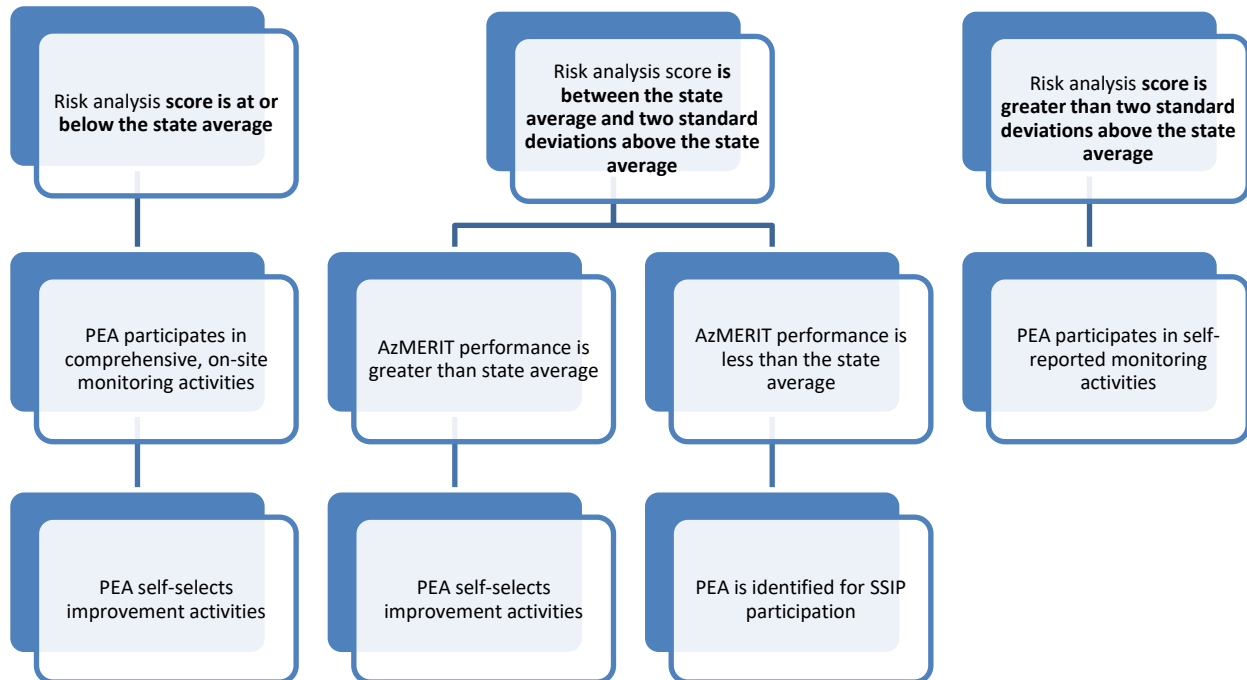 Risk analysis score is at or
below the state average
Risk analysis score is
between the state
average and two standard
deviations above the state
average
Risk analysis score is
greater than two standard
deviations above the state
average
PEA participates in
comprehensive, on-site
monitoring activities
AzMERIT performance is
greater than state average
AzMERIT performance is
less than the state
average
PEA participates in self-
reported monitoring
activities
PEA self-selects
improvement activities
PEA self-selects
improvement activities
PEA is identified for SSIP
participation